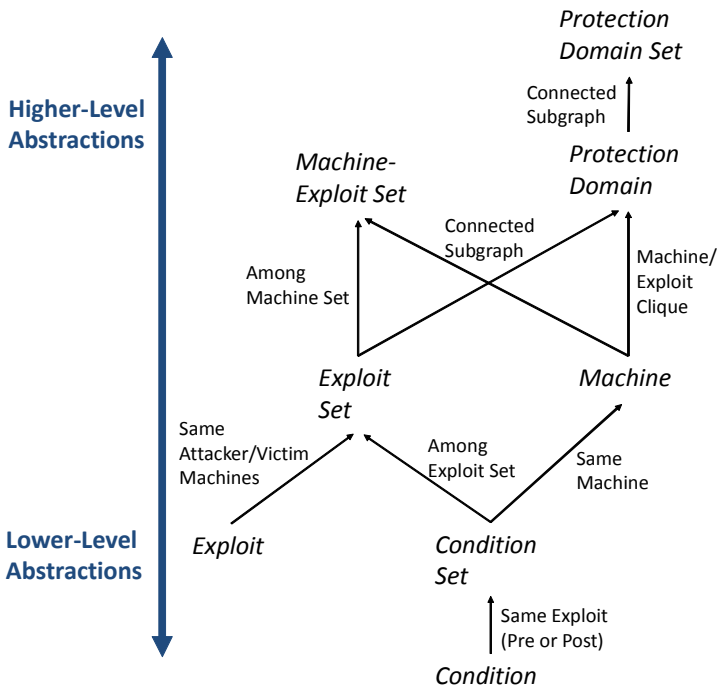 Protection
Domain Set
Higher-Level
Abstractions
Connected
Subgraph
Machine-
Exploit Set
Protection
Domain
Connected
Subgraph
Among
Machine Set
Machine/
Exploit
Clique
Exploit
Set
Machine
Same
Attacker/Victim
Machines
Among
Exploit Set
Same
Machine
Lower-Level
Abstractions
Exploit
Condition
Set
Same Exploit
(Pre or Post)
Condition